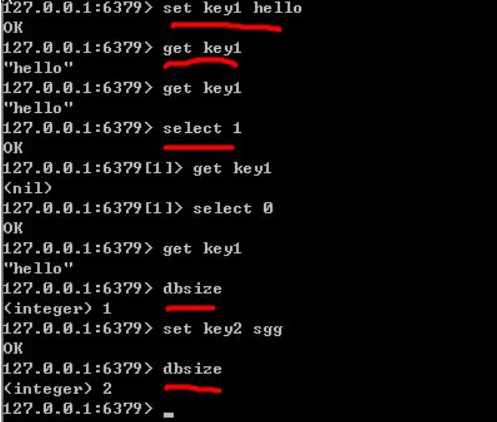 127.0.0.1:6379> set key1 hello
OK
127.0.0.1:6379> get key1
"hello"
127.0.0.1:6379> get key1
"hello"
127.0.0.1:6379> select 1
OK
127.0.0.1:6379[1]> get key1
(nil)
127.0.0.1:6379[1]> select 0
OK
127.0.0.1:6379> get key1
"hello"
127.0.0.1:6379> dbsize
(integer) 1
127.0.0.1:6379> set key2 sgg
OK
127.0.0.1:6379> dbsize
(integer) 2
127.0.0.1:6379>